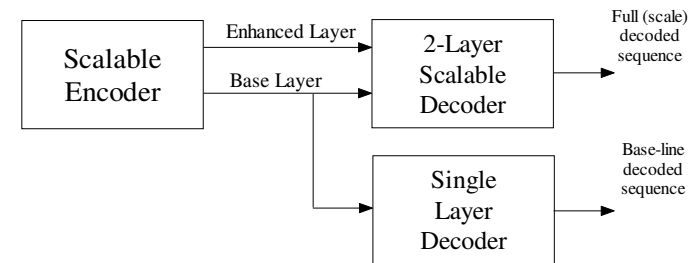 Scalable
Encoder
Enhanced Layer
Base Layer
2-Layer
Scalable
Decoder
Full (scale)
decoded
sequence
Single
Layer
Decoder
Base-line
decoded
sequence